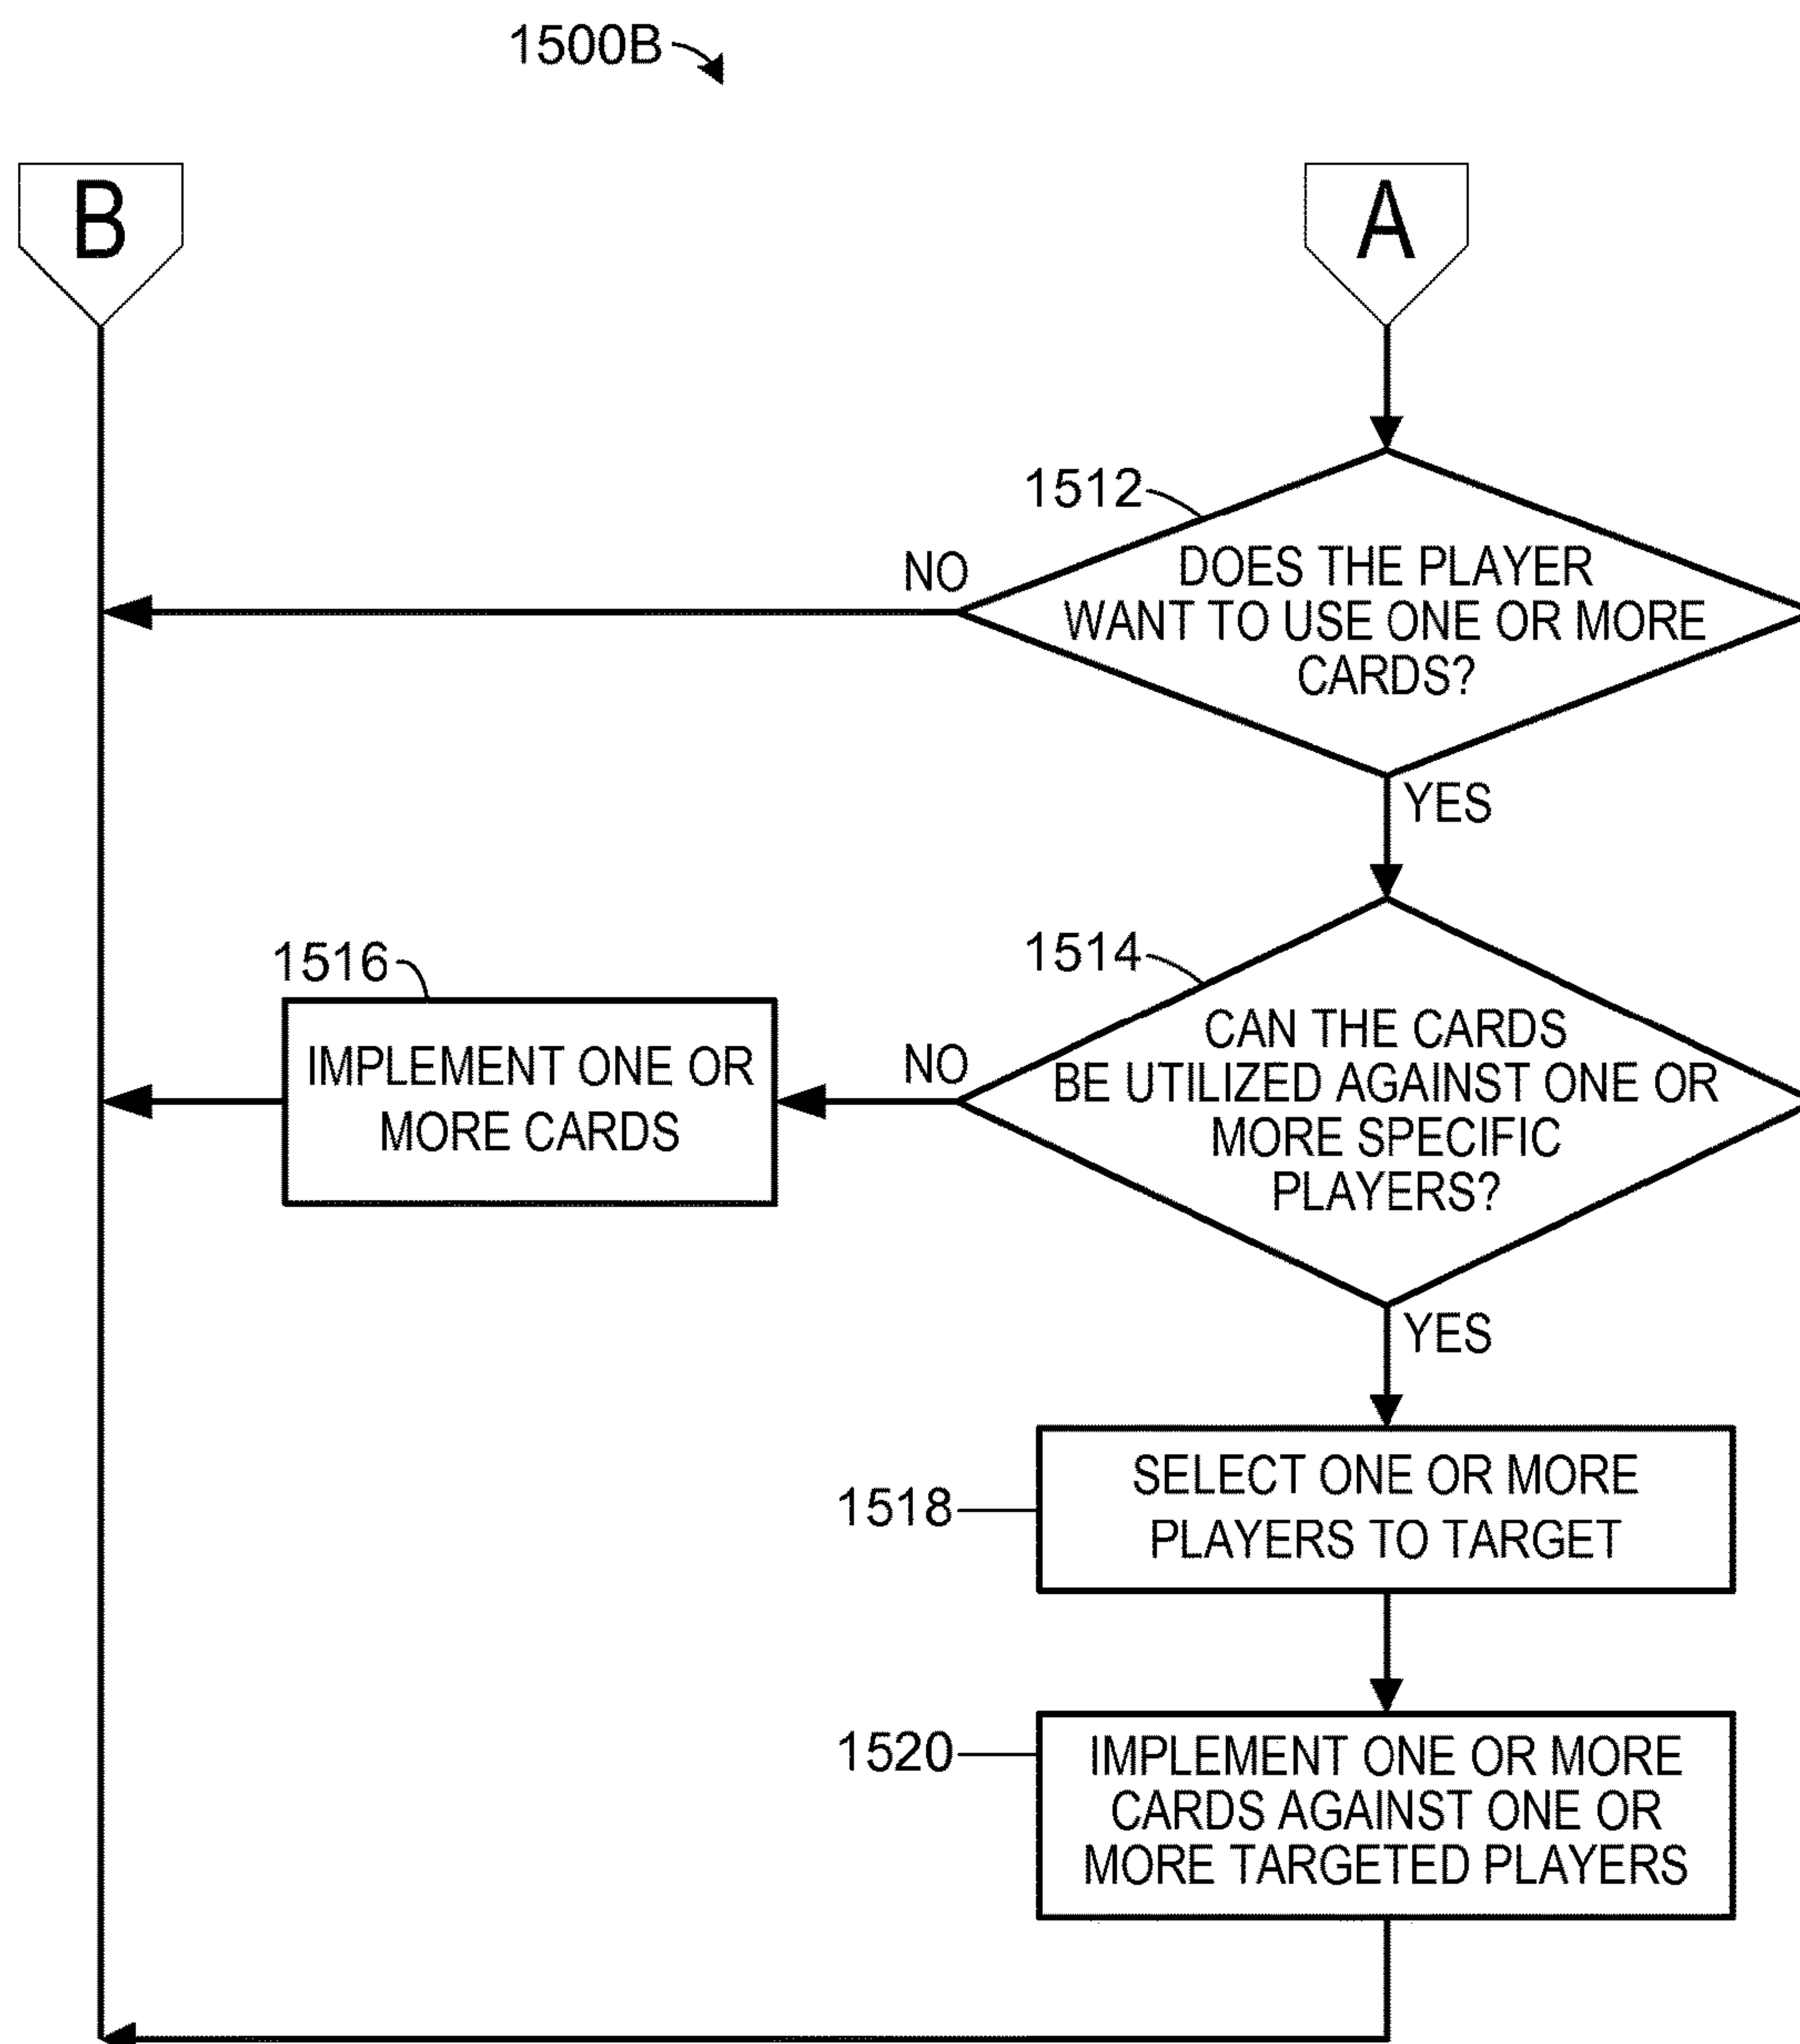 1500B
B
A
1512
NO
DOES THE PLAYER
WANT TO USE ONE OR MORE
CARDS?
YES
1516
1514
IMPLEMENT ONE OR
MORE CARDS
NO
CAN THE CARDS
BE UTILIZED AGAINST ONE OR
MORE SPECIFIC
PLAYERS?
YES
1518
SELECT ONE OR MORE
PLAYERS TO TARGET
1520
IMPLEMENT ONE OR MORE
CARDS AGAINST ONE OR
MORE TARGETED PLAYERS